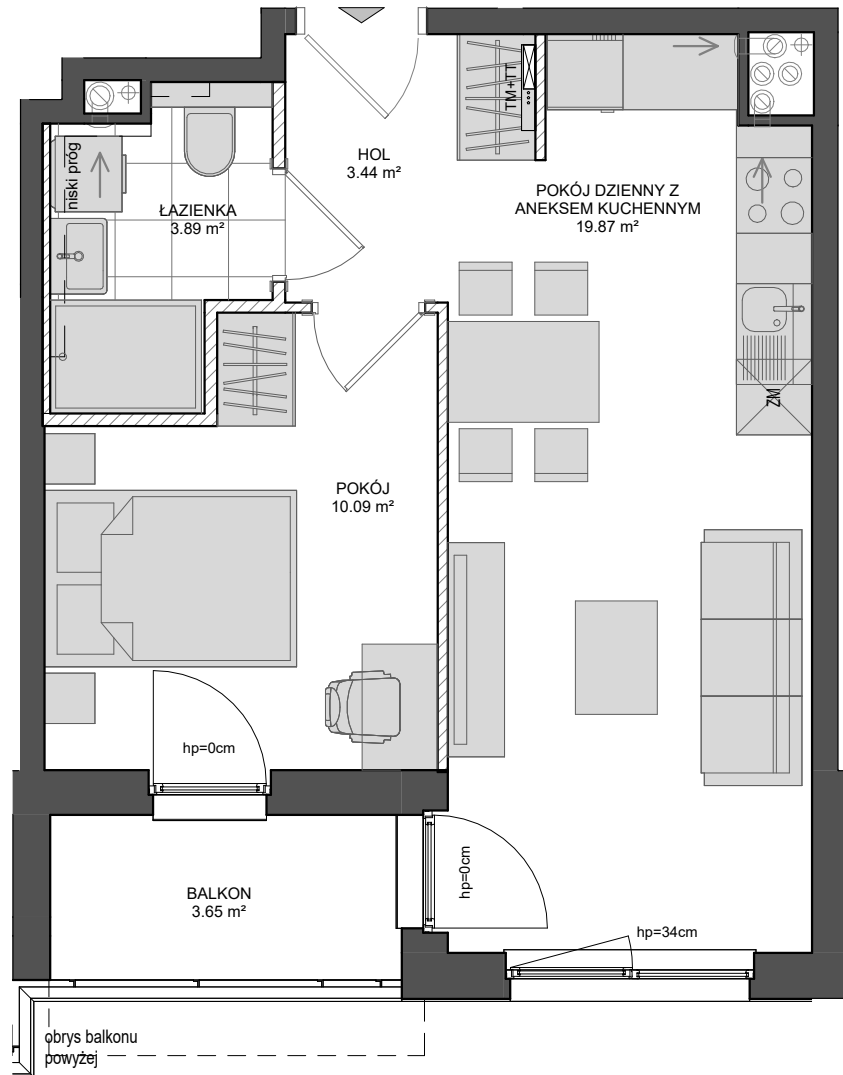 TM+TT
niski próg
HOL
3.44 m²
ŁAZIENKA
3.89 m²
POKÓJ DZIENNY Z
ANEKSEM KUCHENNYM
19.87 m²
ZM
POKÓJ
10.09 m²
hp=0cm
hp=0cm
BALKON
3.65 m²
hp=34cm
obrys balkonu
powyżej